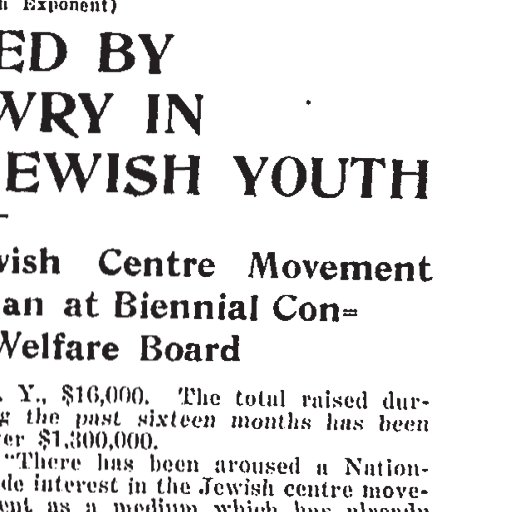 Exponent)
ED BY
WRY IN
EWISH YOUTH
wish Centre Movement
an at Biennial Con=
Welfare Board
. Y., $16,000. The total raised dur-
g the past sixteen months has been
er $1,300,000.
"There has been aroused a Nation-
de interest in the Jewish centre move-
ent as a medium which has already